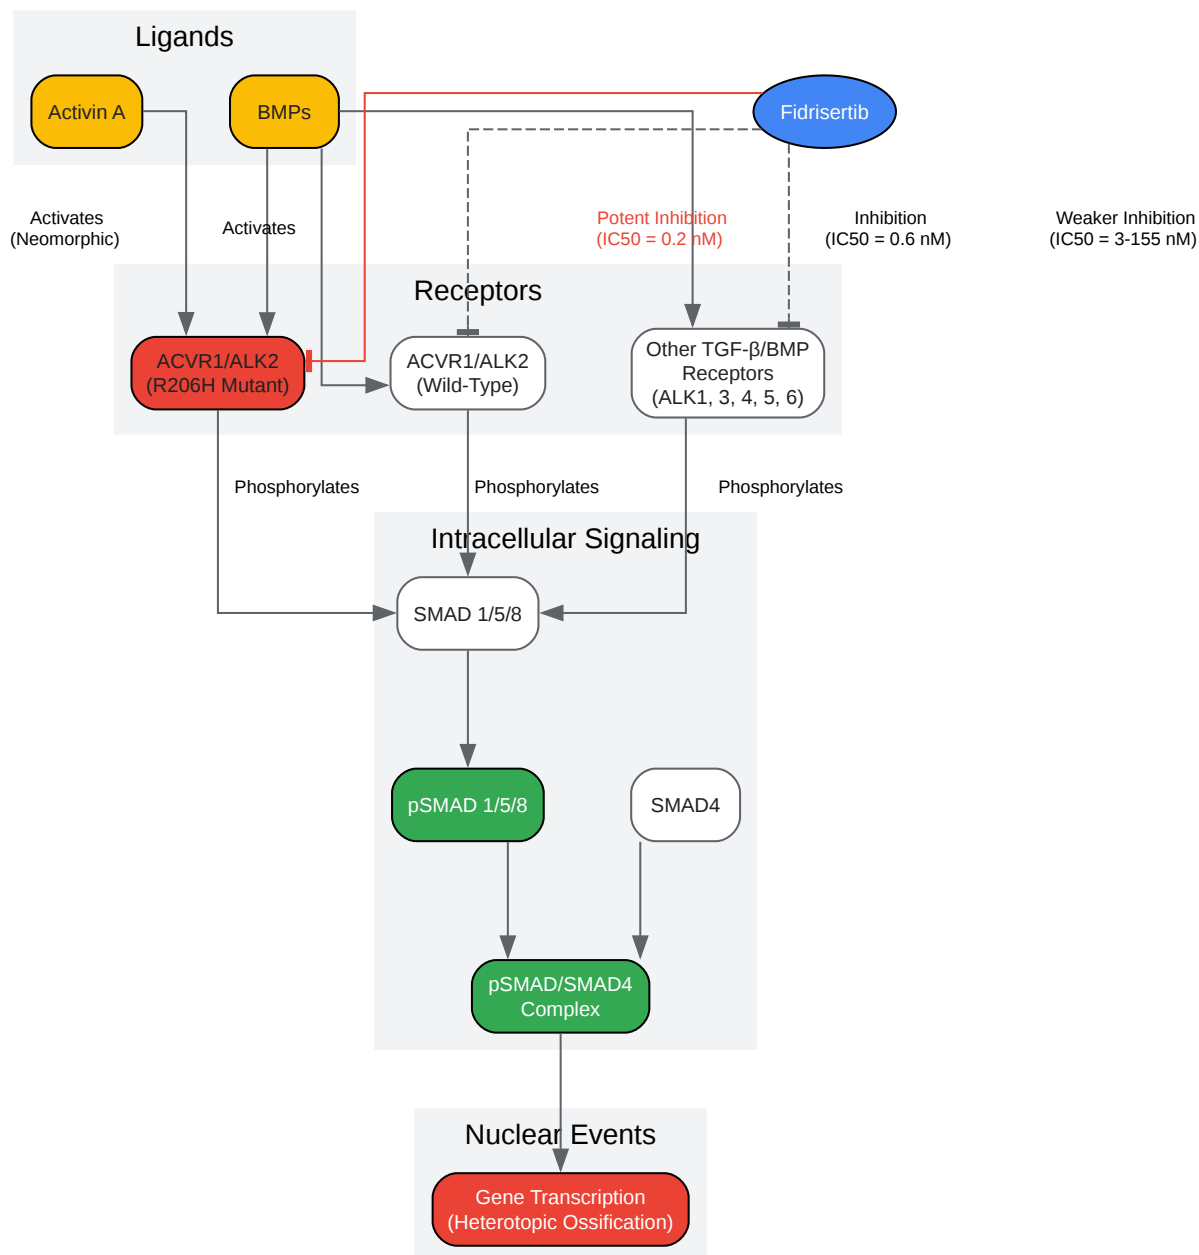 Ligands
Activin A
BMPs
Fidrisertib
Activates
(Neomorphic)
Activates
Potent Inhibition
(IC50 = 0.2 nM)
Inhibition
(IC50 = 0.6 nM)
Weaker Inhibition
(IC50 = 3-155 nM)
Receptors
ACVR1/ALK2
(R206H Mutant)
ACVR1/ALK2
(Wild-Type)
Other TGF-β/BMP
Receptors
(ALK1, 3, 4, 5, 6)
Phosphorylates
Phosphorylates
Phosphorylates
Intracellular Signaling
SMAD 1/5/8
pSMAD 1/5/8
SMAD4
pSMAD/SMAD4
Complex
Nuclear Events
Gene Transcription
(Heterotopic Ossification)